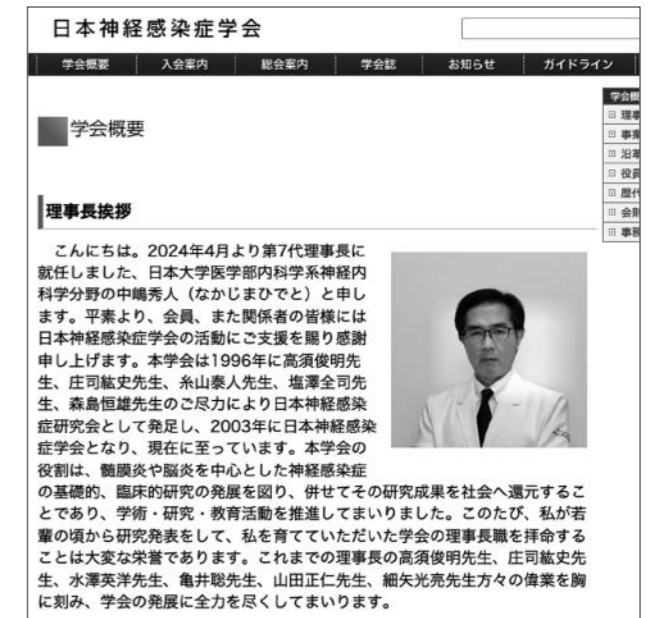 日本神経感染症学会
学会概要 入会案内 総会案内 学会誌 お知らせ ガイドライン
学会概要
理事長挨拶
こんにちは。2024年4月より第7代理事長に
就任しました、日本大学医学部内科学系神経内
科学分野の中嶋秀人（なかじまひでと）と申し
ます。平素より、会員、また関係者の皆様には
日本神経感染症学会の活動にご支援を賜り感謝
申し上げます。本学会は1996年に高須俊明先
生、庄司紘史先生、糸山泰人先生、塩澤全司先
生、森島恒雄先生のご尽力により日本神経感染
症研究会として発足し、2003年に日本神経感染
症学会となり、現在に至っています。本学会の
役割は、髄膜炎や脳炎を中心とした神経感染症
の基礎的、臨床的研究の発展を図り、併せてその研究成果を社会へ還元するこ
とであり、学術・研究・教育活動を推進してまいりました。このたび、私が若
輩の頃から研究発表をして、私を育てていただいた学会の理事長職を拝命する
ことは大変な栄誉であります。これまでの理事長の高須俊明先生、庄司紘史先
生、水澤英洋先生、亀井聡先生、山田正仁先生、細矢光亮先生方々の偉業を胸
に刻み、学会の発展に全力を尽くしてまいります。
学会概
理事
事業
沿革
役員
歴代
会則
事務